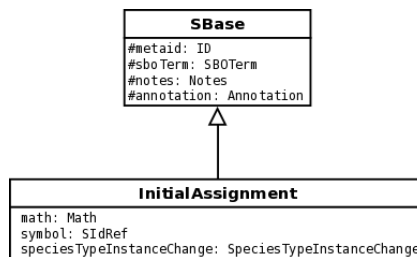 SBase
#metaid: ID
#sboTerm: SBOTerm
#notes: Notes
#annotation: Annotation
InitialAssignment
math: Math
symbol: SIdRef
speciesTypeInstanceChange: SpeciesTypeInstanceChange